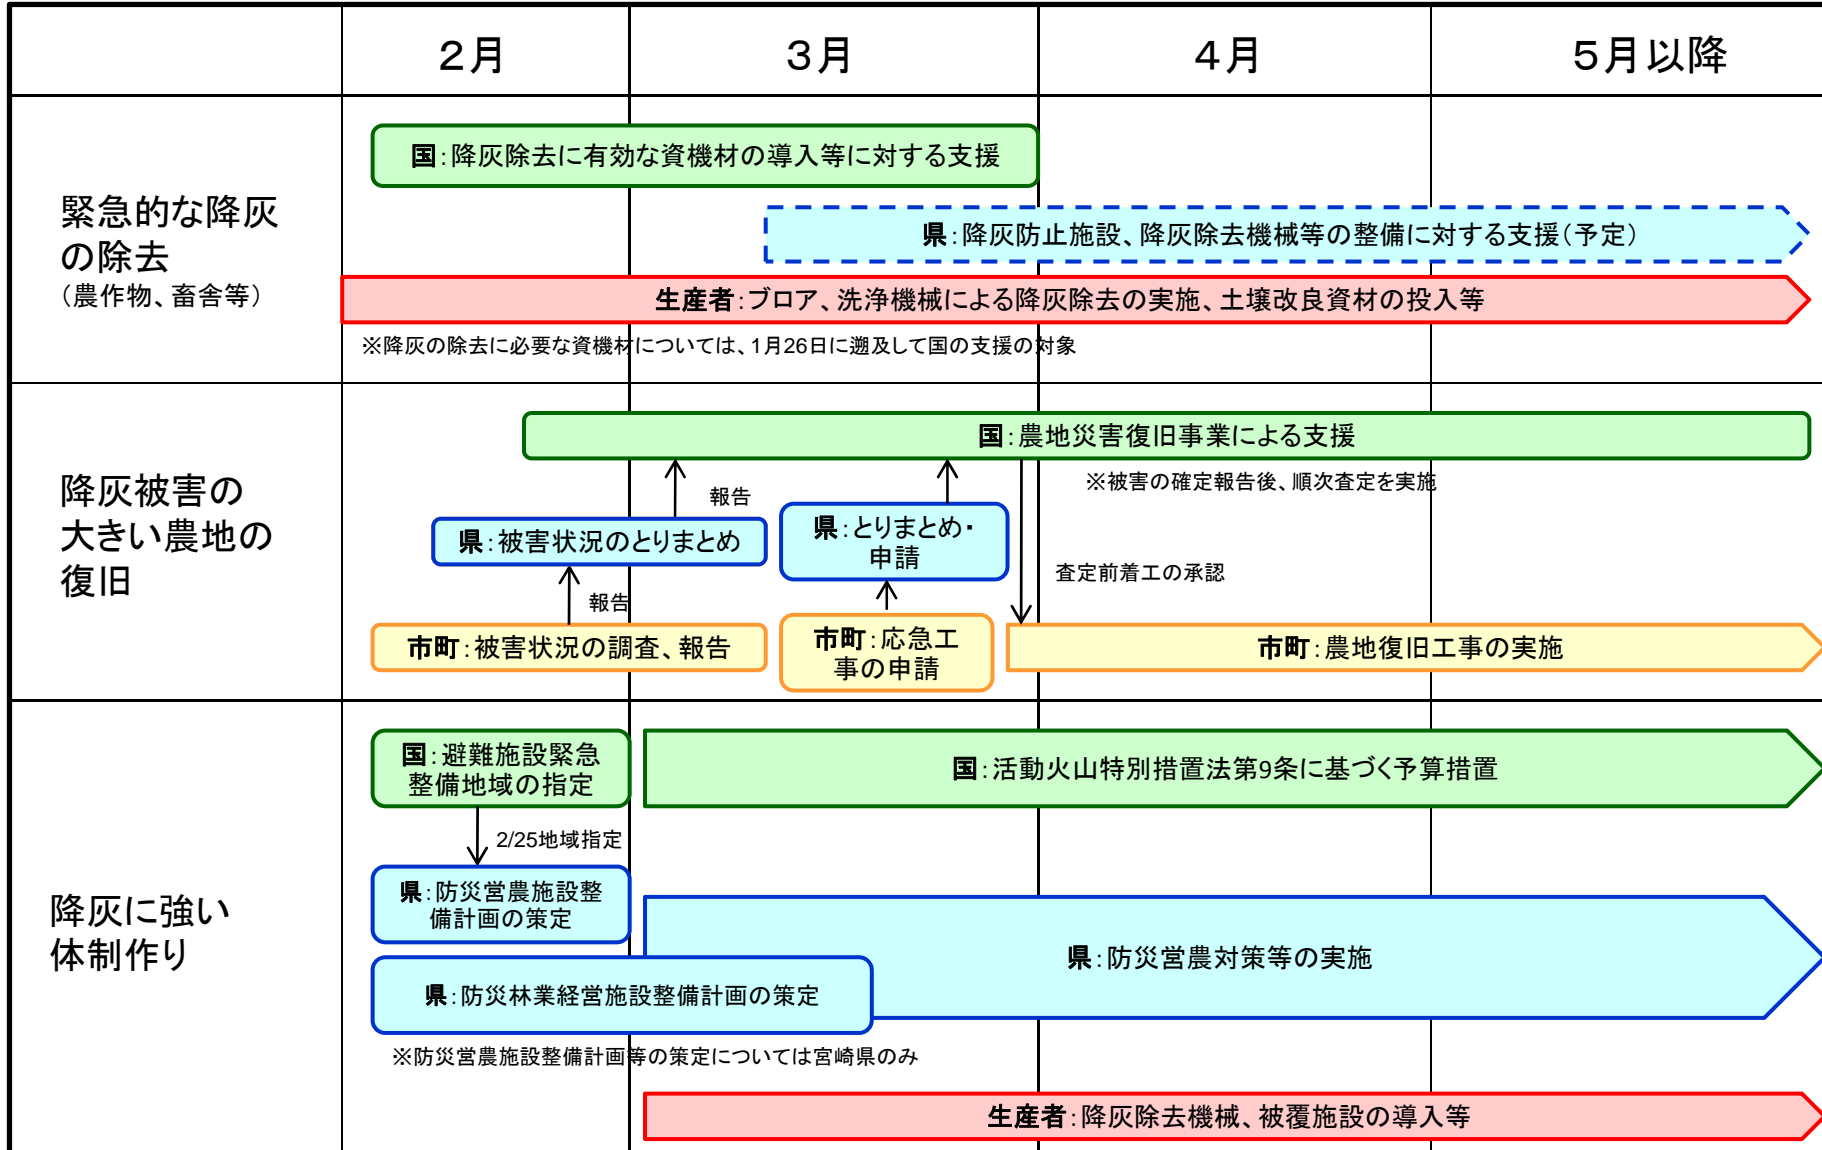 ２月
３月
４月
５月以降
緊急的な降灰
の除去
（農作物、畜舎等）
国：降灰除去に有効な資機材の導入等に対する支援
県：降灰防止施設、降灰除去機械等の整備に対する支援（予定）
生産者：ブロア、洗浄機械による降灰除去の実施、土壌改良資材の投入等
※降灰の除去に必要な資機材については、1月26日に遡及して国の支援の対象
降灰被害の
大きい農地の
復旧
国：農地災害復旧事業による支援
※被害の確定報告後、順次査定を実施
報告
県：被害状況のとりまとめ
県：とりまとめ・
申請
査定前着工の承認
報告
市町：被害状況の調査、報告
市町：応急工
事の申請
市町：農地復旧工事の実施
降灰に強い
体制作り
国：避難施設緊急
整備地域の指定
国：活動火山特別措置法第9条に基づく予算措置
2/25地域指定
県：防災営農施設整
備計画の策定
県：防災営農対策等の実施
県：防災林業経営施設整備計画の策定
※防災営農施設整備計画等の策定については宮崎県のみ
生産者：降灰除去機械、被覆施設の導入等